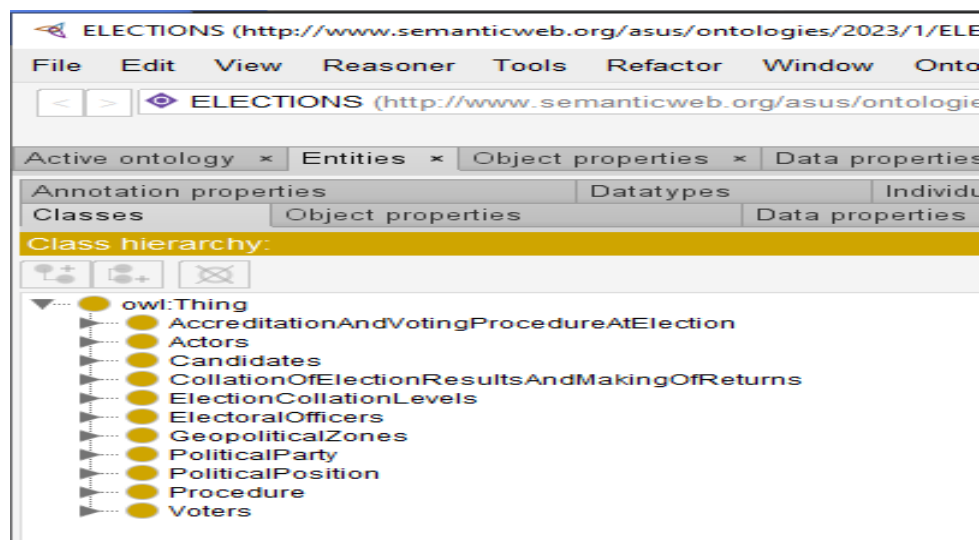 ELECTIONS (http://www.semanticweb.org/asus/ontologies/2023/1/ELE
File Edit View Reasoner Tools Refactor Window Onto
< > ELECTIONS (http://www.semanticweb.org/asus/ontologie
Active ontology × Entities × Object properties × Data properties
Annotation properties Datatypes Individu
Classes Object properties Data properties
Class hierarchy:
owl:Thing
AccreditationAndVotingProcedureAtElection
Actors
Candidates
CollationOfElectionResultsAndMakingOfReturns
ElectionCollationLevels
ElectoralOfficers
GeopoliticalZones
PoliticalParty
PoliticalPosition
Procedure
Voters